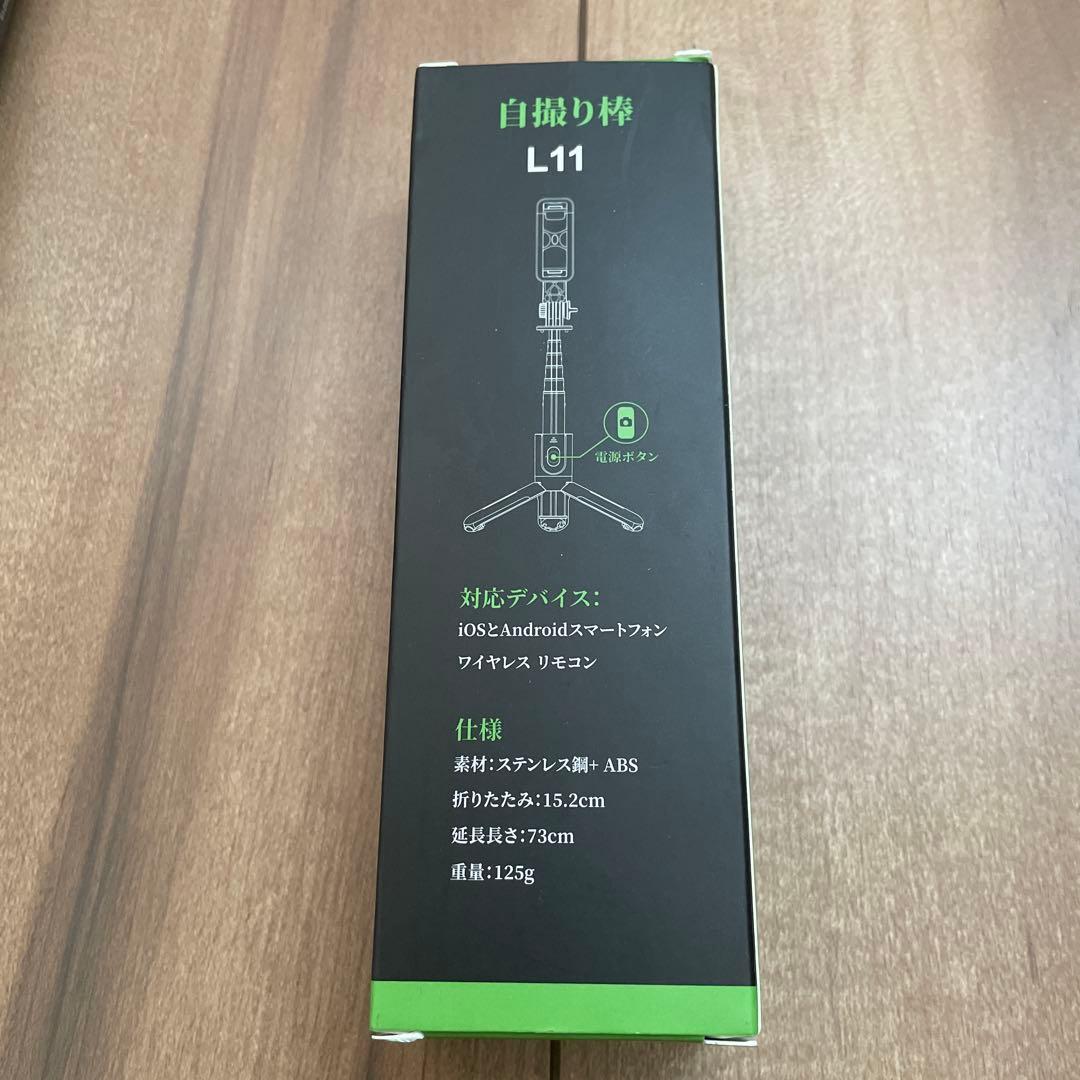 自撮り棒
L11
電源ボタン
対応デバイス:
iOSとAndroidスマートフォン
ワイヤレス リモコン
仕様
素材:ステンレス鋼+ ABS
折りたたみ:15.2cm
延長長さ:73cm
重量:125g